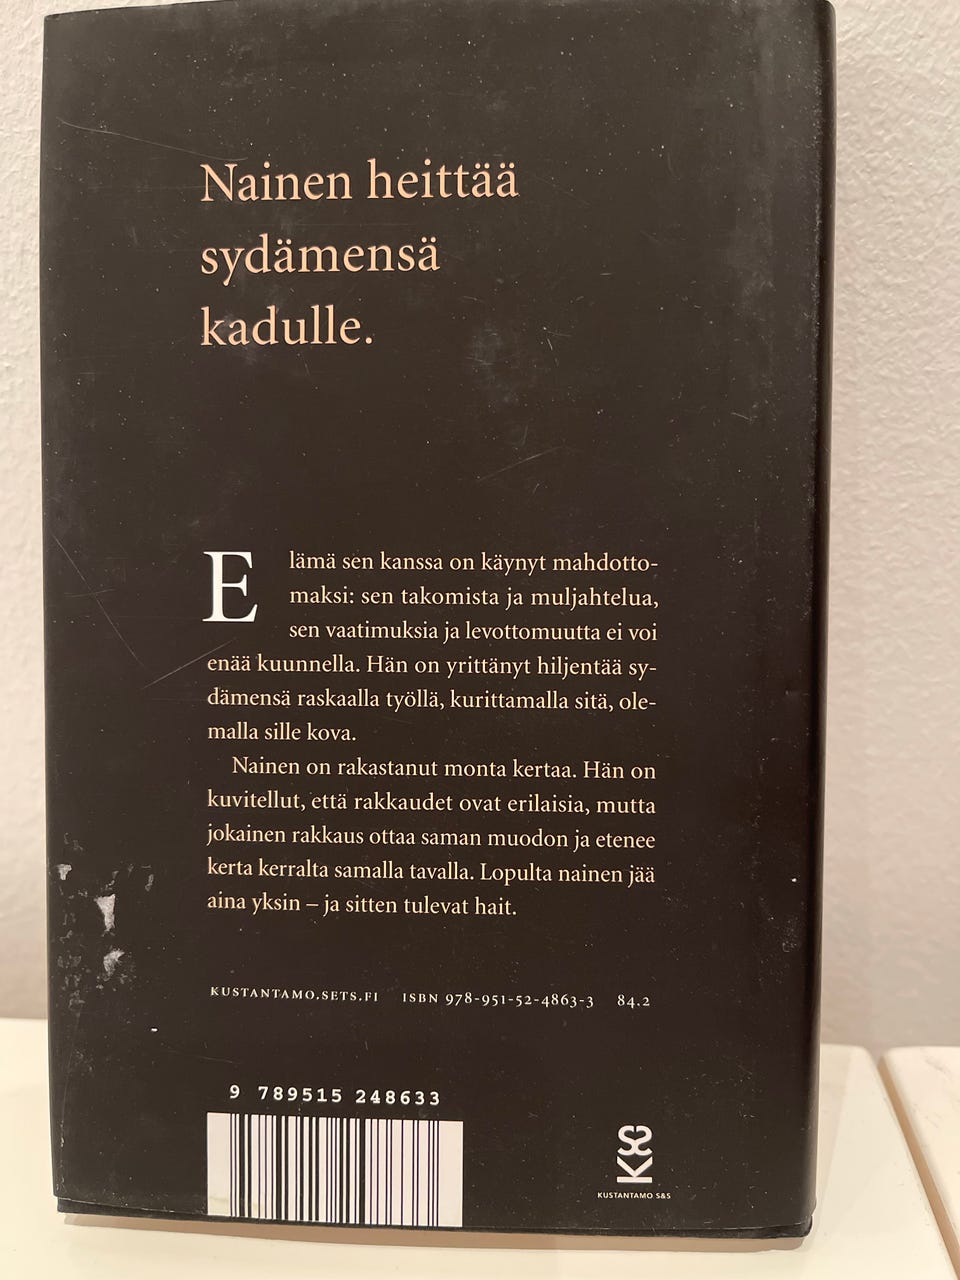 Nainen heittää
sydämensä
kadulle.
Elämä sen kanssa on käynyt mahdotto-
maksi: sen takomista ja muljahtelua,
sen vaatimuksia ja levottomuutta ei voi
enää kuunnella. Hän on yrittänyt hiljentää sy-
dämensä raskaalla työllä, kurittamalla sitä, ole-
malla sille kova.
Nainen on rakastanut monta kertaa. Hän on
kuvitellut, että rakkaudet ovat erilaisia, mutta
jokainen rakkaus ottaa saman muodon ja etenee
kerta kerralta samalla tavalla. Lopulta nainen jää
aina yksin – ja sitten tulevat hait.
KUSTANTAMO.SETS.FI ISBN 978-951-52-4863-3 84.2
9 789515 248633
KSS
KUSTANTAMO S&S